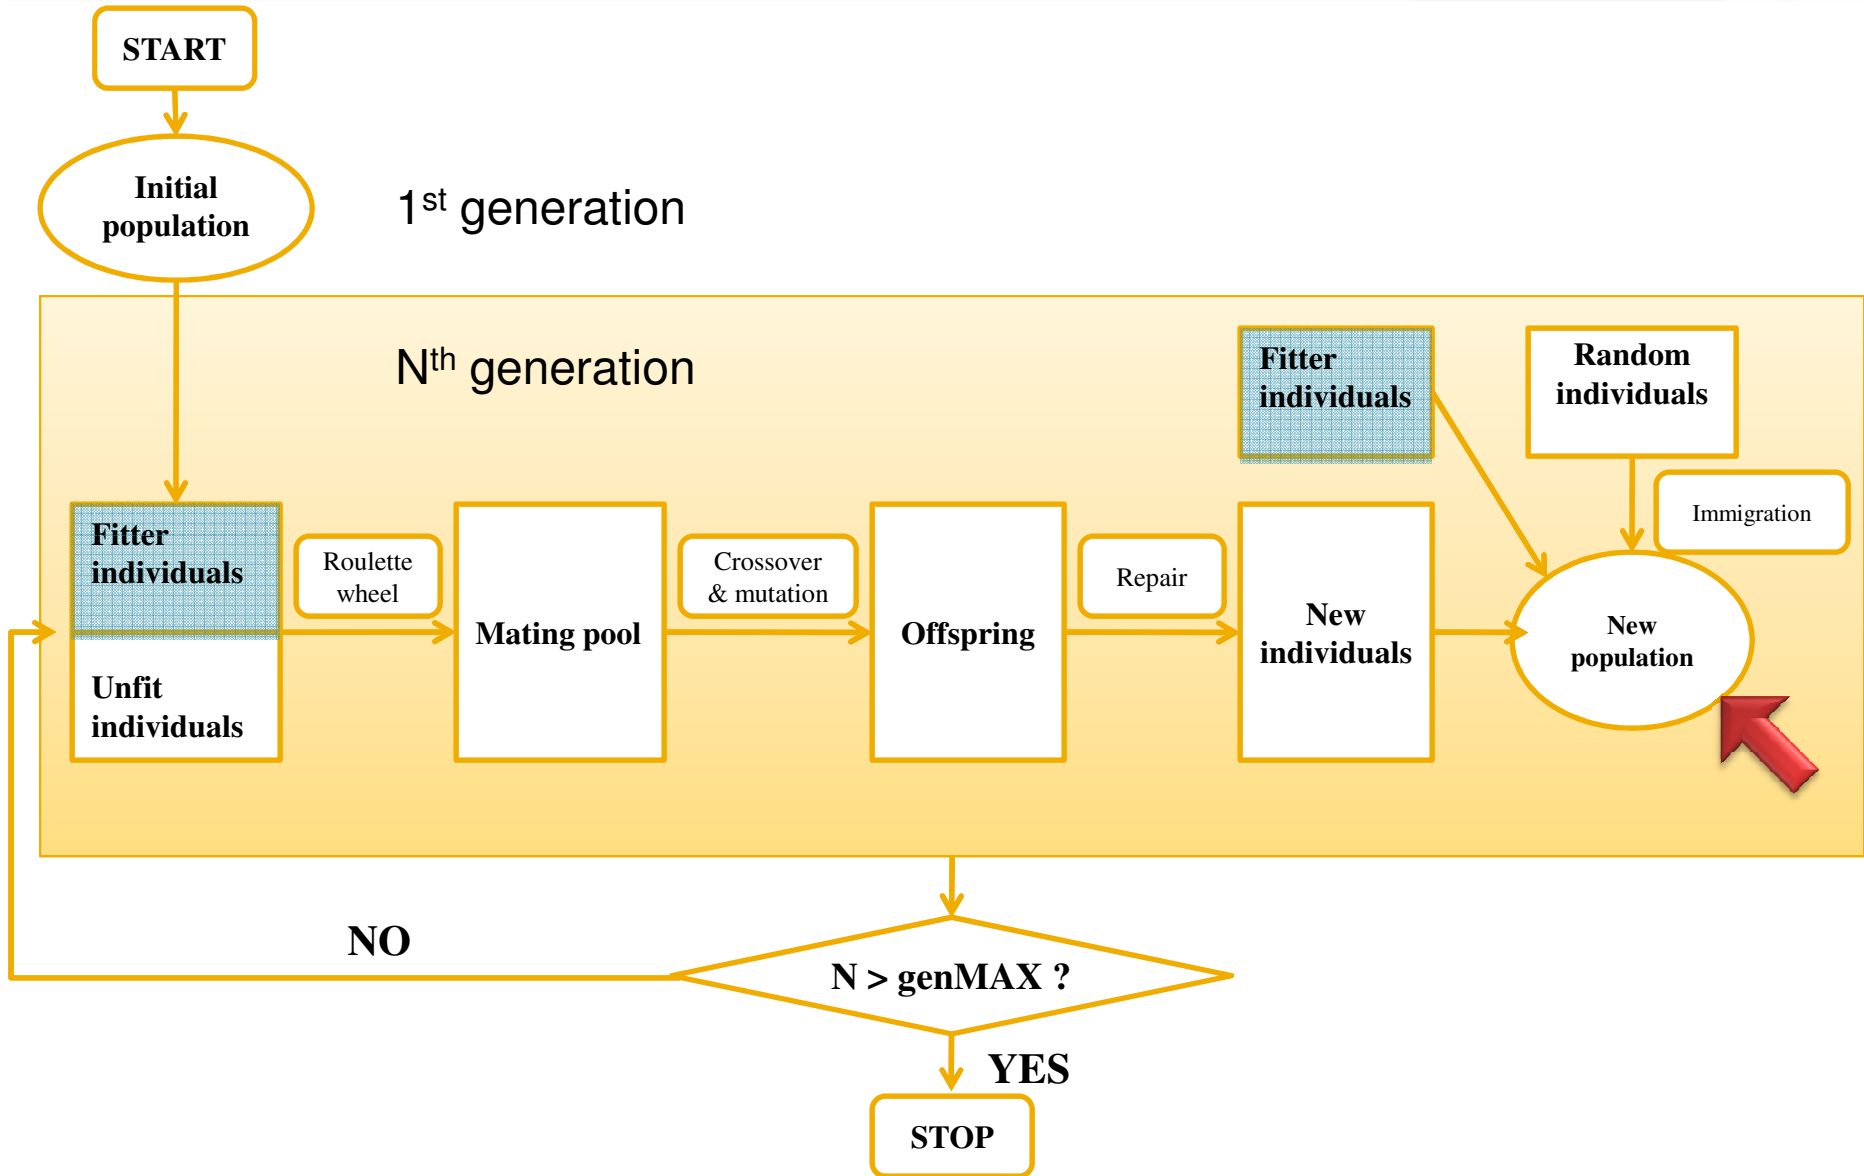 START
Initial
population
1st generation
Nth generation
Fitter
individuals
Random
individuals
Immigration
Fitter
individuals
Unfit
individuals
Roulette
wheel
Mating pool
Crossover
& mutation
Offspring
Repair
New
individuals
New
population
NO
N > genMAX ?
YES
STOP